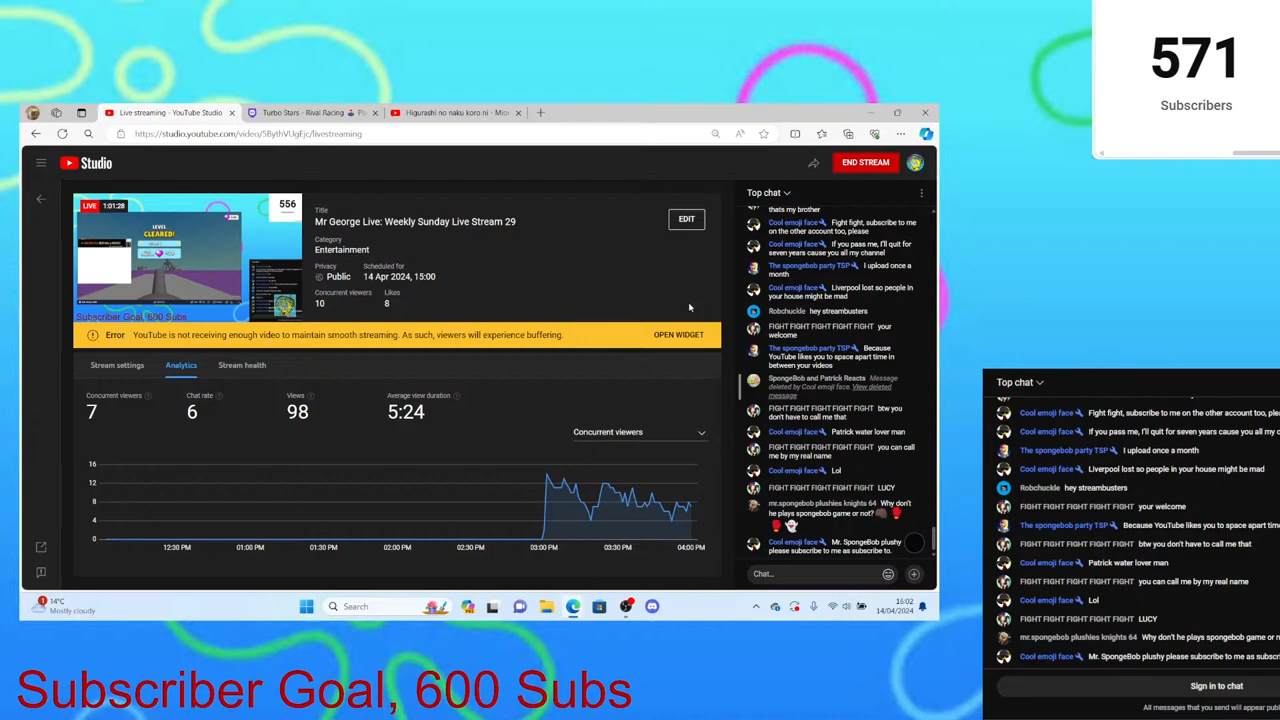 571
Subscribers
Live streaming - YouTube Studio
Turbo Stars - Rival Racing
Higurashi no naku koro ni -
https://studio.youtube.com/video/5BythVUgEjc/livestreaming
Studio
END STREAM
LIVE 1:01:28
556
LEVEL
CLEARED!
Subscriber Goal, 600 Subs
Title
Mr George Live: Weekly Sunday Live Stream 29
EDIT
Category
Entertainment
Privacy
Scheduled for
Public
14 Apr 2024, 15:00
Concurrent viewers
Likes
10
8
Error YouTube is not receiving enough video to maintain smooth streaming. As such, viewers will experience buffering.
OPEN WIDGET
Stream settings
Analytics
Stream health
Concurrent viewers
Chat rate
Views
Average view duration
7
6
98
5:24
Concurrent viewers
16
12
8
4
0
12:30 PM
01:00 PM
01:30 PM
02:00 PM
02:30 PM
03:00 PM
03:30 PM
04:00 PM
Top chat
thats my brother
Cool emoji face Fight fight, subscribe to me
on the other account too, please
Cool emoji face If you pass me, I'll quit for
seven years cause you all my channel
The spongebob party TSP I upload once a
month
Cool emoji face Liverpool lost so people in
your house might be mad
Robchuckle hey streambusters
FIGHT FIGHT FIGHT FIGHT FIGHT your
welcome
The spongebob party TSP Because
YouTube likes you to space apart time in
between your videos
SpongeBob and Patrick Reacts Message
deleted by Cool emoji face. View deleted
message
FIGHT FIGHT FIGHT FIGHT FIGHT btw you
don't have to call me that
Cool emoji face Patrick water lover man
FIGHT FIGHT FIGHT FIGHT FIGHT you can call
me by my real name
Cool emoji face Lol
FIGHT FIGHT FIGHT FIGHT FIGHT LUCY
mr.spongebob plushies knights 64 Why don't
he plays spongebob game or not?
Cool emoji face Mr. SpongeBob plushy
please subscribe to me as subscribe to.
Chat...
14°C
Mostly cloudy
1
Search
16:02
14/04/2024
Top chat
Cool emoji face Fight fight, subscribe to me on the other account too,
Cool emoji face If you pass me, I'll quit for seven years cause you all my
The spongebob party TSP I upload once a month
Cool emoji face Liverpool lost so people in your house might be mad
Robchuckle hey streambusters
FIGHT FIGHT FIGHT FIGHT FIGHT your welcome
The spongebob party TSP Because YouTube likes you to space apart
FIGHT FIGHT FIGHT FIGHT FIGHT btw you don't have to call me that
Cool emoji face Patrick water lover man
FIGHT FIGHT FIGHT FIGHT FIGHT you can call me by my real name
Cool emoji face Lol
FIGHT FIGHT FIGHT FIGHT FIGHT LUCY
mr.spongebob plushies knights 64 Why don't he plays spongebob game or
Cool emoji face Mr. SpongeBob plushy please subscribe to me as
Sign in to chat
All messages that you send will appear
Subscriber Goal, 600 Subs